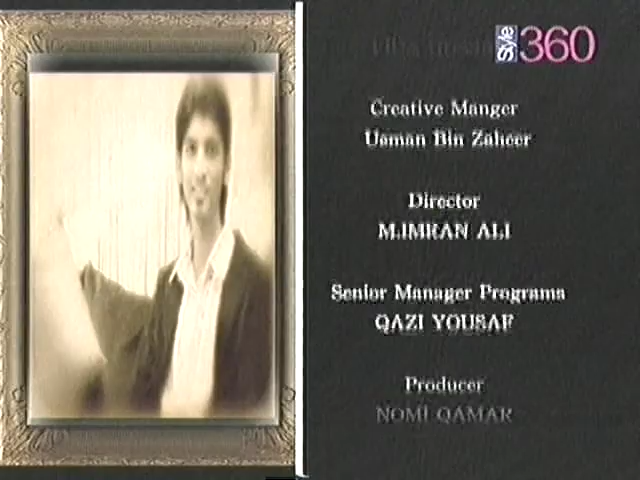 Style 360
Creative Manger
Usman Bin Zaheer
Director
M.IMRAN ALI
Senior Manager Programs
QAZI YOUSAF
Producer
NOMI QAMAR